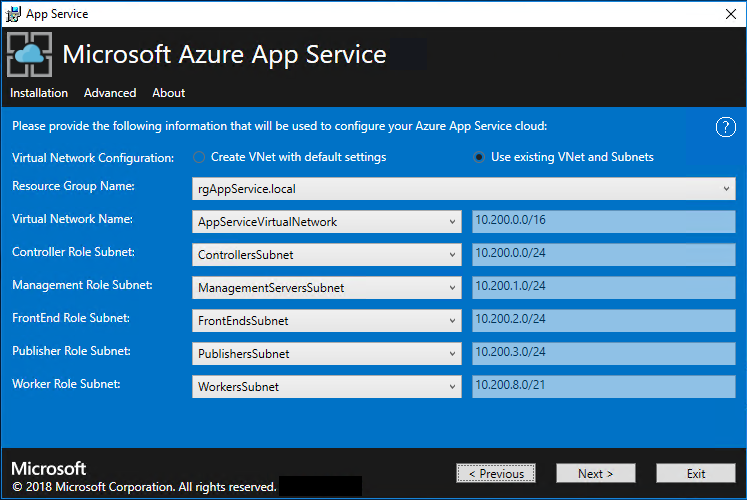 App Service
Microsoft Azure App Service
Installation Advanced About
Please provide the following information that will be used to configure your Azure App Service cloud: ?
Virtual Network Configuration: Create VNet with default settings Use existing VNet and Subnets
Resource Group Name: rgAppService.local
Virtual Network Name: AppServiceVirtualNetwork 10.200.0.0/16
Controller Role Subnet: ControllersSubnet 10.200.0.0/24
Management Role Subnet: ManagementServersSubnet 10.200.1.0/24
FrontEnd Role Subnet: FrontEndsSubnet 10.200.2.0/24
Publisher Role Subnet: PublishersSubnet 10.200.3.0/24
Worker Role Subnet: WorkersSubnet 10.200.8.0/21
Microsoft
© 2018 Microsoft Corporation. All rights reserved.
< Previous Next > Exit